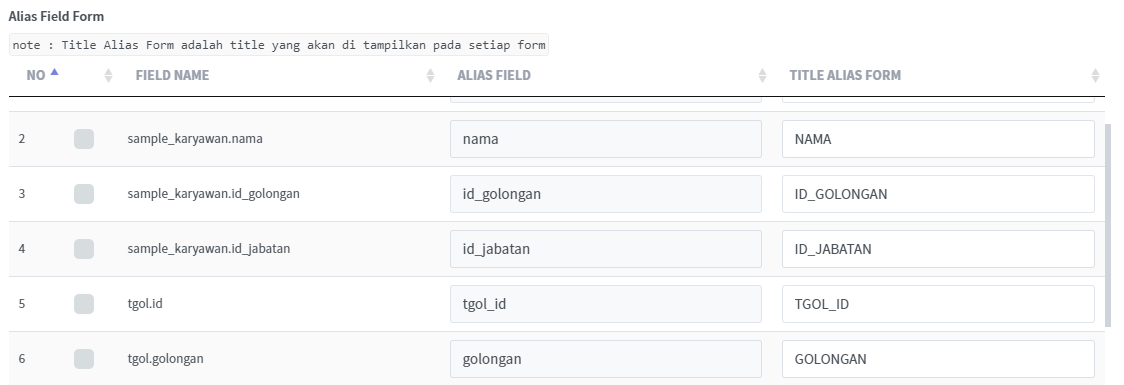 Alias Field Form
note : Title Alias Form adalah title yang akan di tampilkan pada setiap form
NO FIELD NAME ALIAS FIELD TITLE ALIAS FORM
2 sample_karyawan.nama nama NAMA
3 sample_karyawan.id_golongan id_golongan ID_GOLONGAN
4 sample_karyawan.id_jabatan id_jabatan ID_JABATAN
5 tgol.id tgol_id TGOL_ID
6 tgol.golongan golongan GOLONGAN